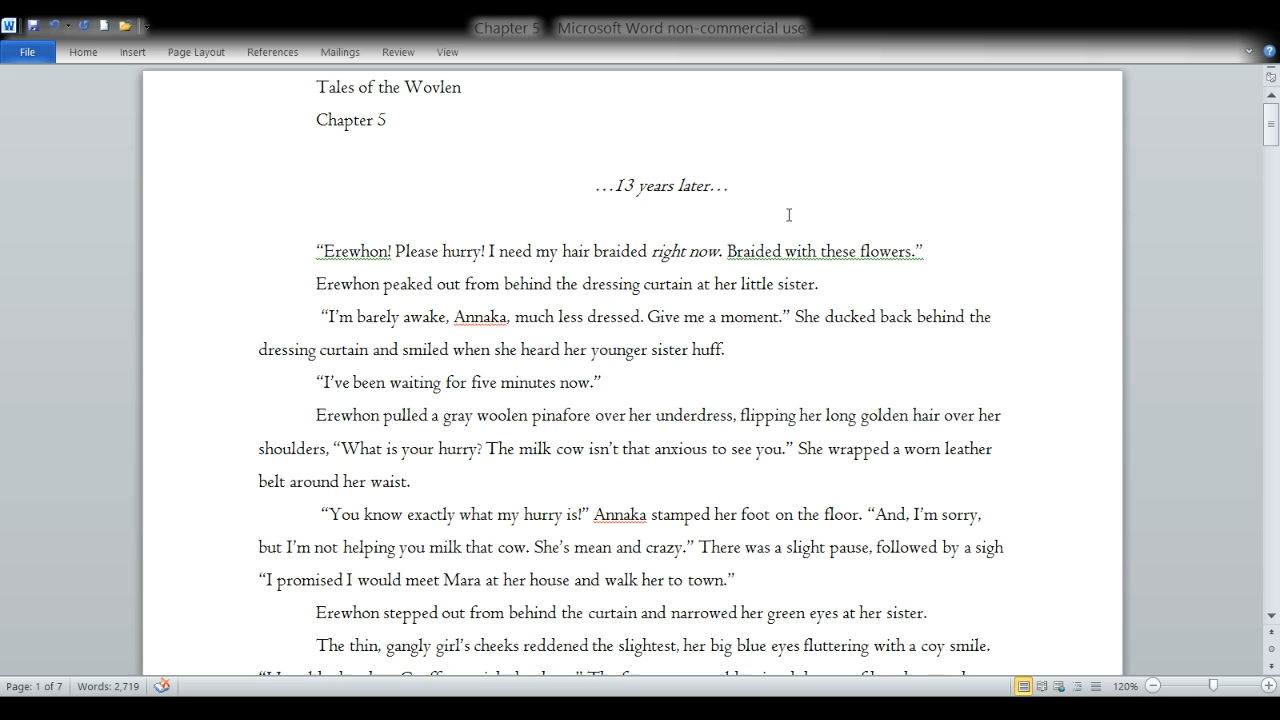 Chapter 5 - Microsoft Word non-commercial use
File Home Insert Page Layout References Mailings Review View
Tales of the Wovlen
Chapter 5
…13 years later…
“Erewhon! Please hurry! I need my hair braided right now. Braided with these flowers.”
Erewhon peaked out from behind the dressing curtain at her little sister.
“I’m barely awake, Annaka, much less dressed. Give me a moment.” She ducked back behind the
dressing curtain and smiled when she heard her younger sister huff.
“I’ve been waiting for five minutes now.”
Erewhon pulled a gray woolen pinafore over her underdress, flipping her long golden hair over her
shoulders, “What is your hurry? The milk cow isn’t that anxious to see you.” She wrapped a worn leather
belt around her waist.
“You know exactly what my hurry is!” Annaka stamped her foot on the floor. “And, I’m sorry,
but I’m not helping you milk that cow. She’s mean and crazy.” There was a slight pause, followed by a sigh
“I promised I would meet Mara at her house and walk her to town.”
Erewhon stepped out from behind the curtain and narrowed her green eyes at her sister.
The thin, gangly girl’s cheeks reddened the slightest, her big blue eyes fluttering with a coy smile.
Page: 1 of 7 Words: 2,719 120%